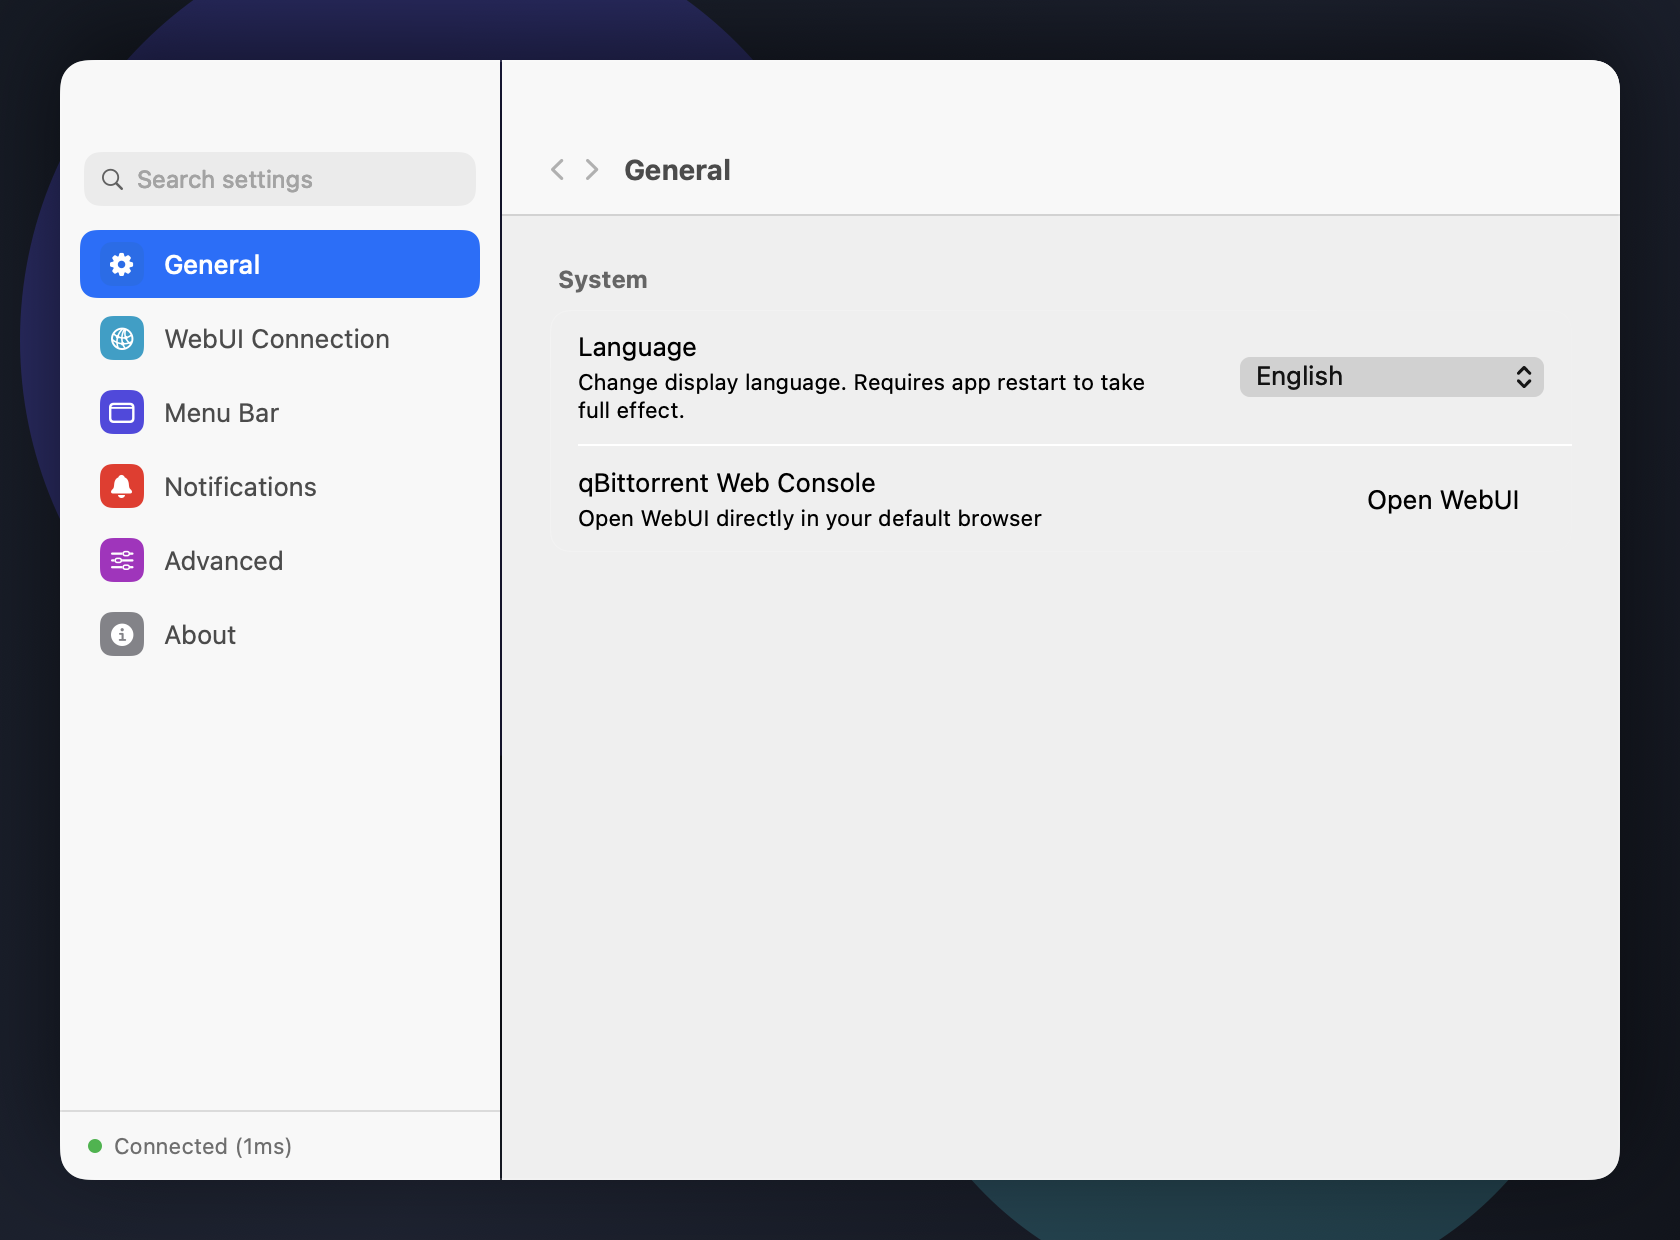 Search settings
General
WebUI Connection
Menu Bar
Notifications
Advanced
About
Connected (1ms)
General
System
Language
Change display language. Requires app restart to take
full effect.
English
qBittorrent Web Console
Open WebUI directly in your default browser
Open WebUI